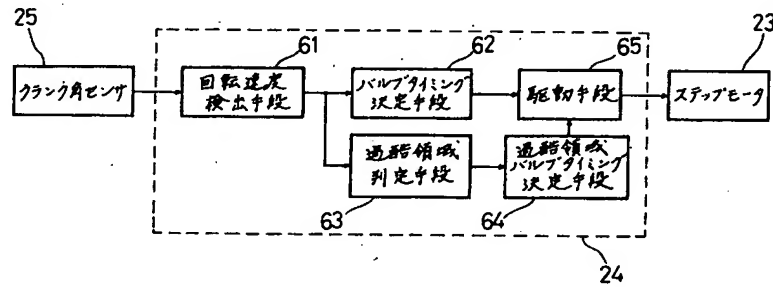 25
61
62
65
23
クランク角センサ
回転速度
検出手段
バルブタイミング
決定手段
駆動手段
ステップモータ
過酷領域
判定手段
過酷領域
バルブタイミング
決定手段
63
64
24